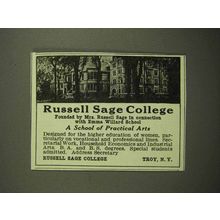 Russell Sage College
Founded by Mrs. Russell Sage in connection
with Emma Willard School
A School of Practical Arts
Designed for the higher education of women, par-
ticularly on vocational and professional lines. Sec-
retarial Work, Household Economics and Industrial
Arts. B. A. and B. S. degrees. Special students
admitted. Address Secretary
RUSSELL SAGE COLLEGE TROY, N. Y.